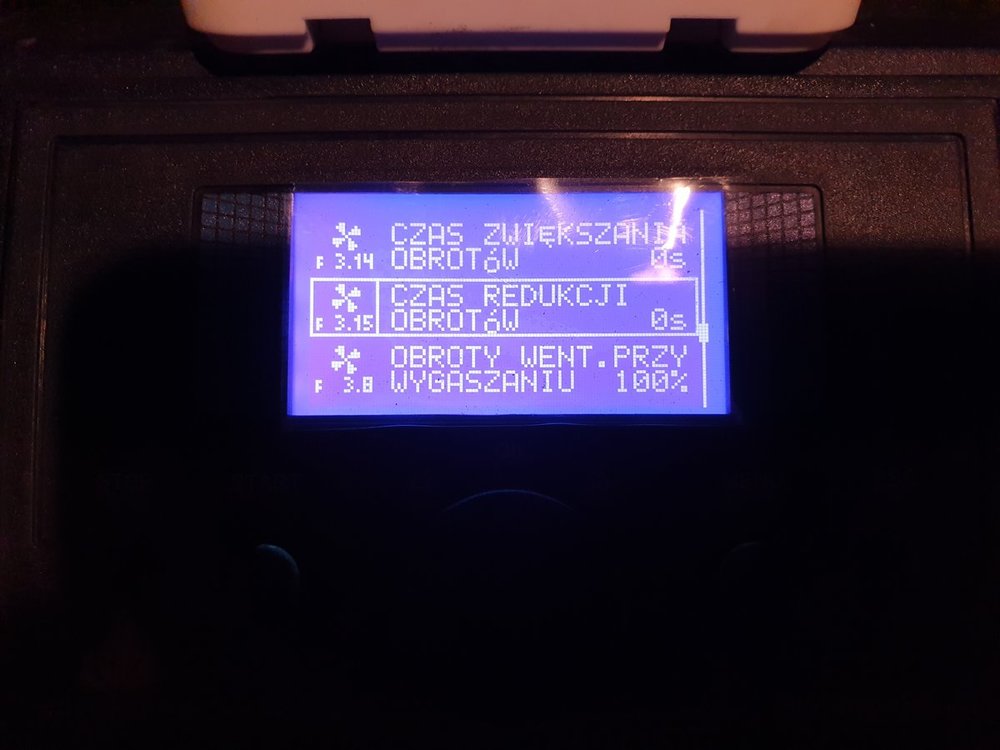 CZAS ZWIĘKSZANIA
F 3.14 OBROTÓW 0s
CZAS REDUKCJI
F 3.15 OBROTÓW 0s
OBROTY WENT.PRZY
F 3.8 WYGASZANIU 100%